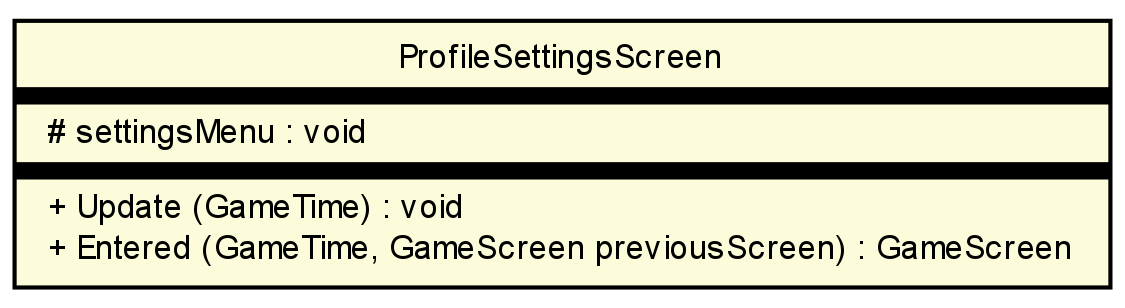 ProfileSettingsScreen
# settingsMenu : void
+ Update (GameTime) : void
+ Entered (GameTime, GameScreen previousScreen) : GameScreen